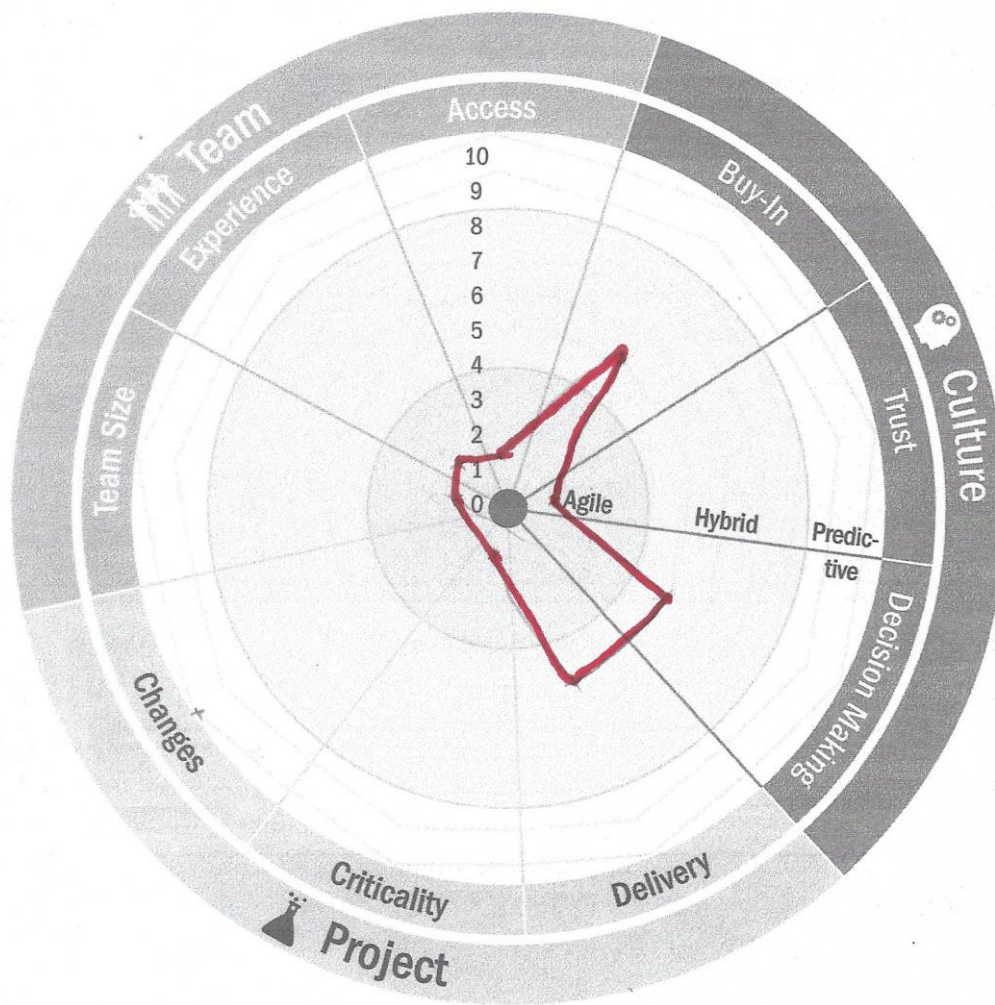 Team
Access
Experience
Team Size
Buy-In
Trust
Culture
Decision Making
10
9
8
7
6
5
4
3
2
1
0
Agile
Hybrid
Predic-
tive
Changes
Criticality
Delivery
Project